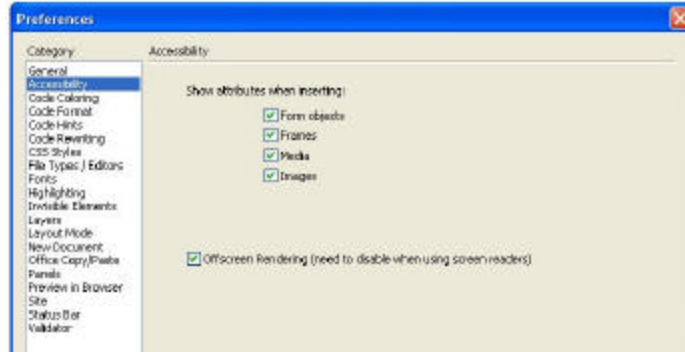 Preferences
Category
Accessibility
General
Accessibility
Code Coloring
Code Format
Code Hints
Code Rewriting
CSS Styles
File Types / Editors
Fonts
Highlighting
Invisible Elements
Layers
Layout Mode
New Document
Office Copy/Paste
Panels
Preview in Browser
Site
Status Bar
Validator
Show attributes when inserting:
Form objects
Frames
Media
Images
Offscreen Rendering (need to disable when using screen readers)